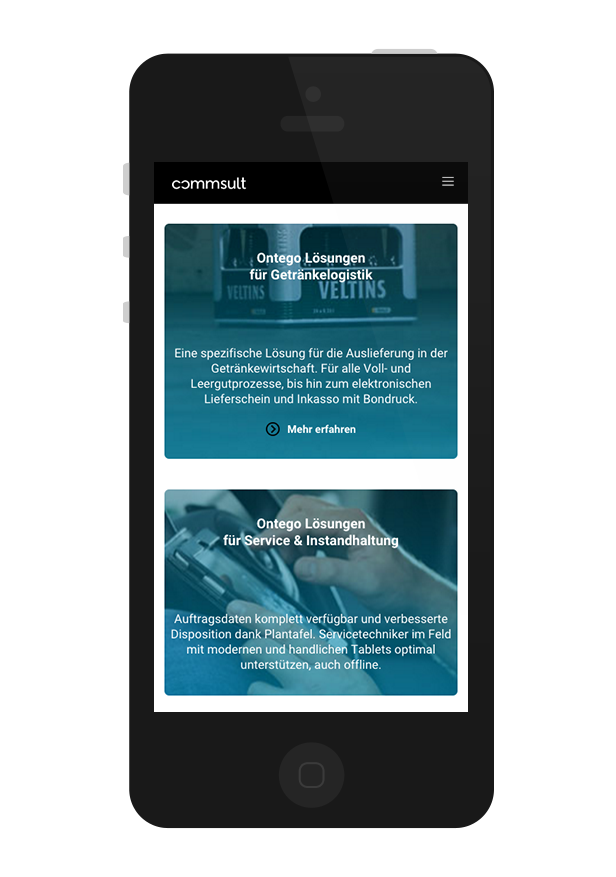 commsult
Ontego Lösungen
für Getränkelogistik
VELTINS VELTINS
Eine spezifische Lösung für die Auslieferung in der
Getränkewirtschaft. Für alle Voll- und
Leergutprozesse, bis hin zum elektronischen
Lieferschein und Inkasso mit Bondruck.
Mehr erfahren
Ontego Lösungen
für Service & Instandhaltung
Auftragsdaten komplett verfügbar und verbesserte
Disposition dank Plantafel. Servicetechniker im Feld
mit modernen und handlichen Tablets optimal
unterstützen, auch offline.